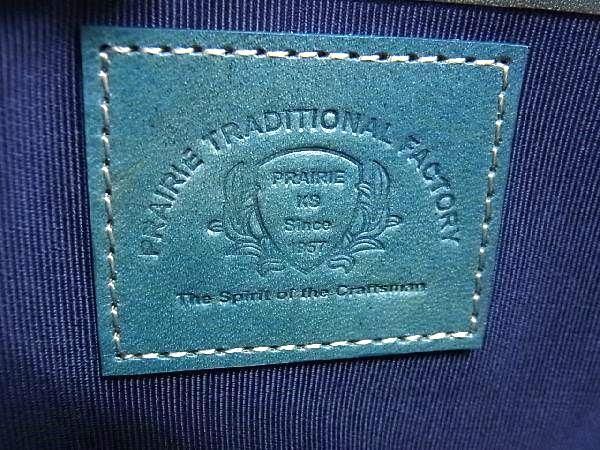 PRAIRIE TRADITIONAL FACTORY
PRAIRIE
KS
Since
1957
The Spirit of the Craftsman